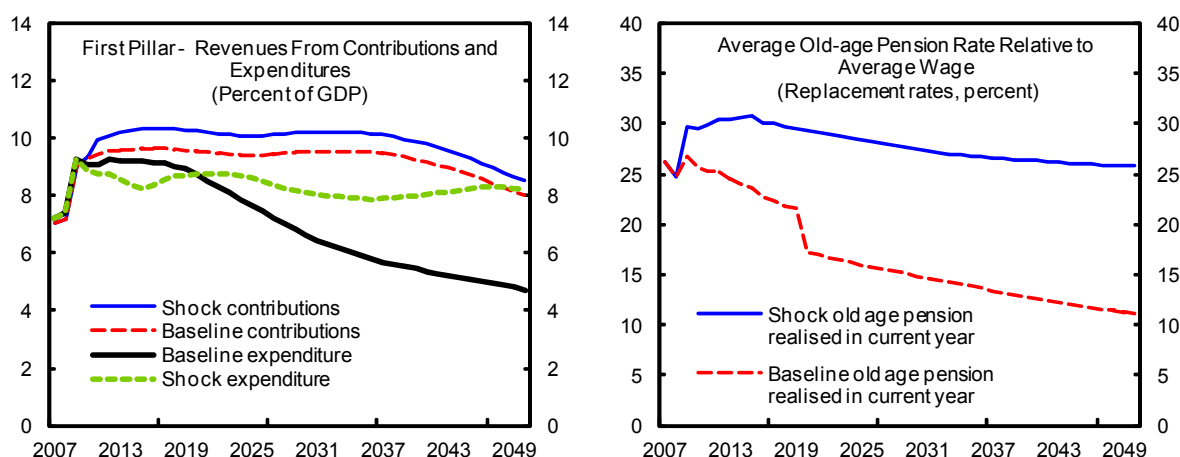 First Pillar - Revenues From Contributions and
Expenditures
(Percent of GDP)
14
12
10
8
6
4
2
0
14
12
10
8
6
4
2
0
Shock contributions
Baseline contributions
Baseline expenditure
Shock expenditure
2007 2013 2019 2025 2031 2037 2043 2049
Average Old-age Pension Rate Relative to
Average Wage
(Replacement rates, percent)
40
35
30
25
20
15
10
5
0
40
35
30
25
20
15
10
5
0
Shock old age pension
realised in current year
Baseline old age pension
realised in current year
2007 2013 2019 2025 2031 2037 2043 2049